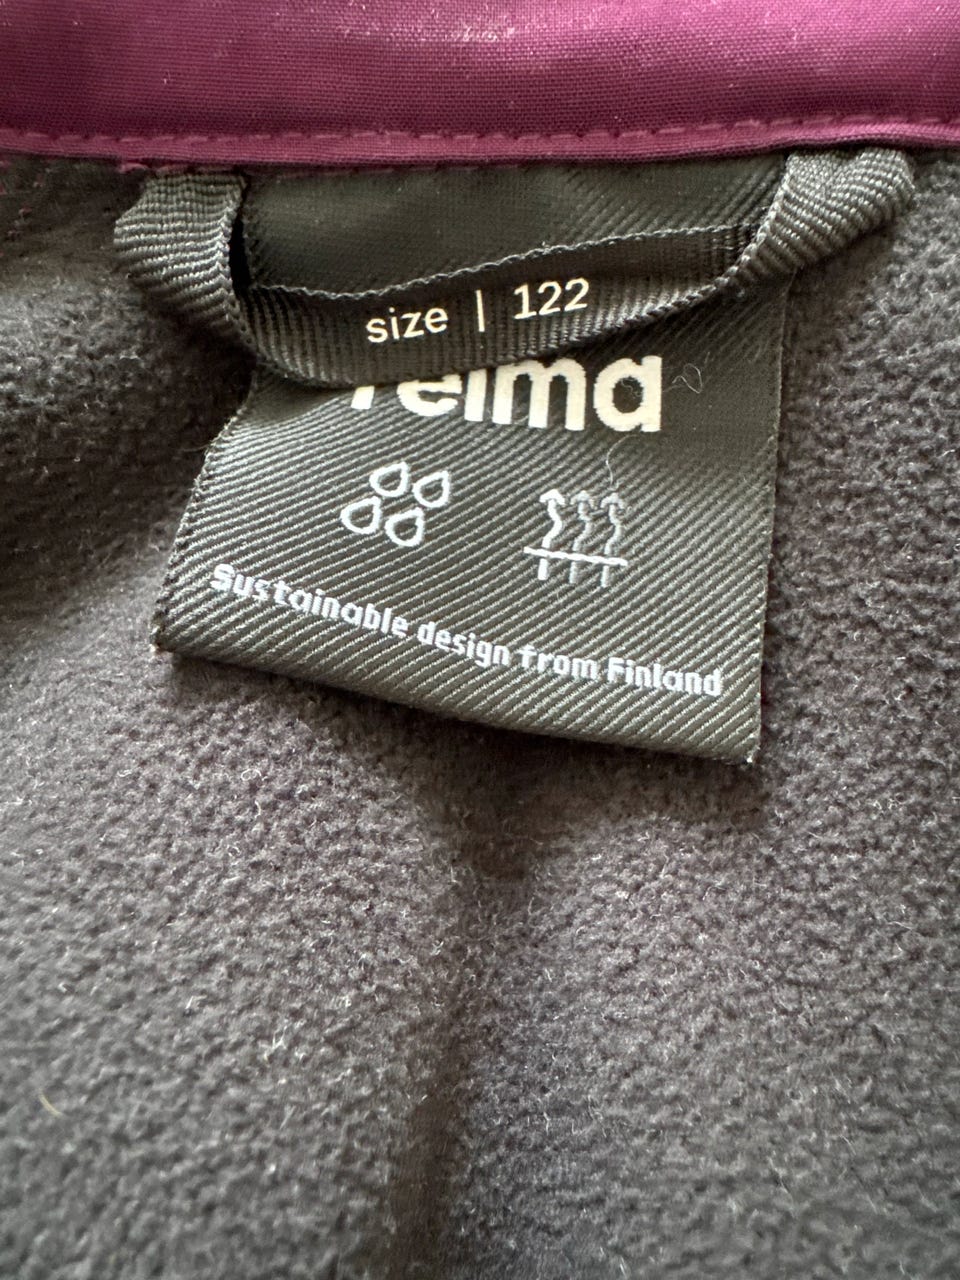 size | 122
reima
Sustainable design from Finland